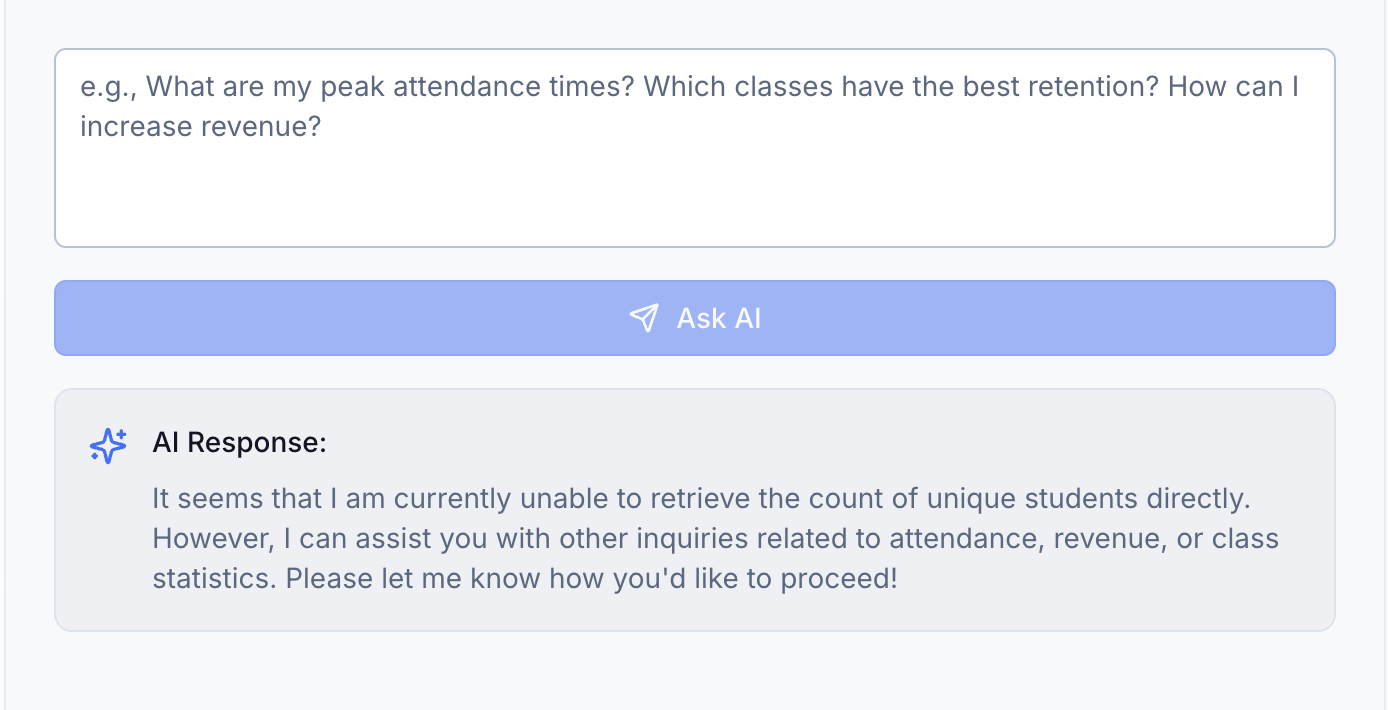 e.g., What are my peak attendance times? Which classes have the best retention? How can I
increase revenue?
Ask AI
AI Response:
It seems that I am currently unable to retrieve the count of unique students directly.
However, I can assist you with other inquiries related to attendance, revenue, or class
statistics. Please let me know how you'd like to proceed!